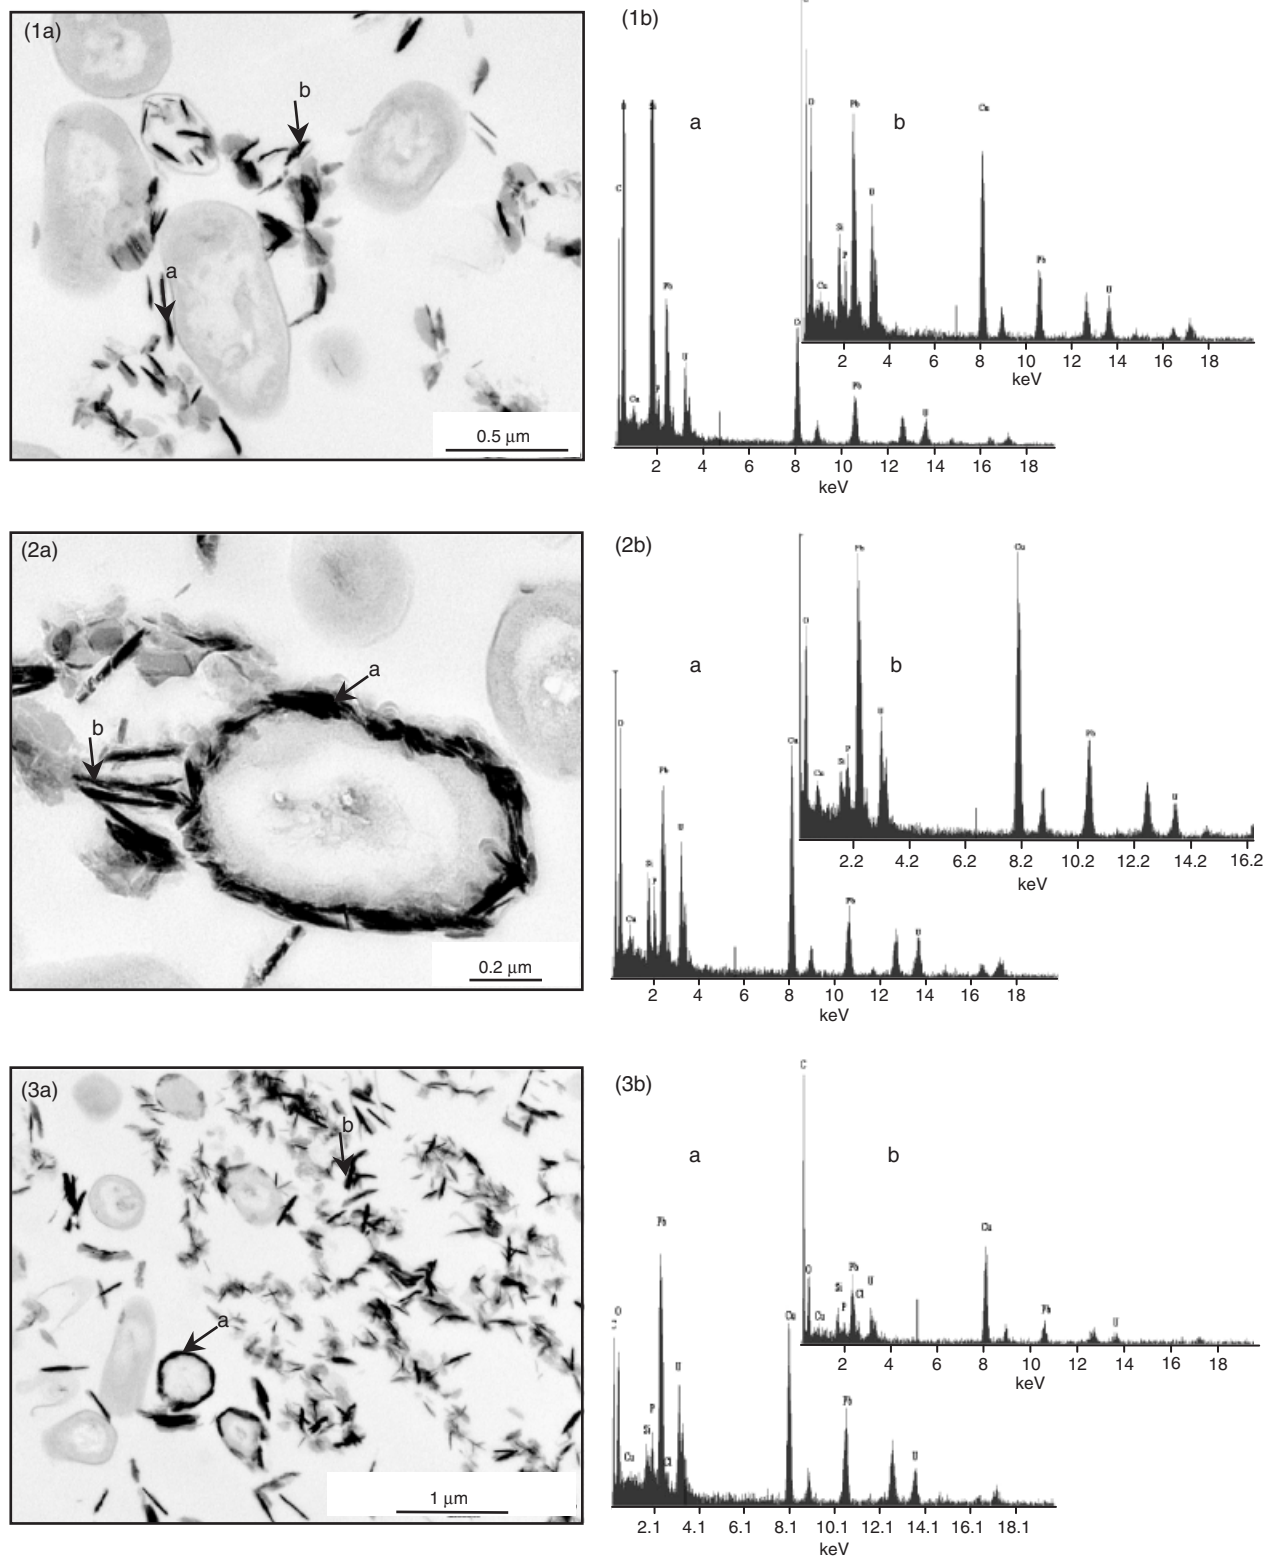 (1a)
b
a
0.5 μm
(1b)
a
C
Si
Cu
P
Pb
U
Pb
U
2 4 6 8 10 12 14 16 18
keV
b
O
Pb
Cu
U
Si
P
Cu
Pb
U
2 4 6 8 10 12 14 16 18
keV
(2a)
a
b
0.2 μm
(2b)
a
O
Pb
U
Si
P
Cu
Cu
Pb
U
2 4 6 8 10 12 14 16 18
keV
b
Pb
Cu
O
U
P
Si
Cu
Pb
U
2.2 4.2 6.2 8.2 10.2 12.2 14.2 16.2
keV
(3a)
b
a
1 μm
(3b)
a
Pb
O
Cu
U
P
Si
Cu
Cl
Pb
U
2.1 4.1 6.1 8.1 10.1 12.1 14.1 16.1 18.1
keV
b
C
Cu
O
Pb
Si
Cl
U
P
Cu
Pb
U
2 4 6 8 10 12 14 16 18
keV